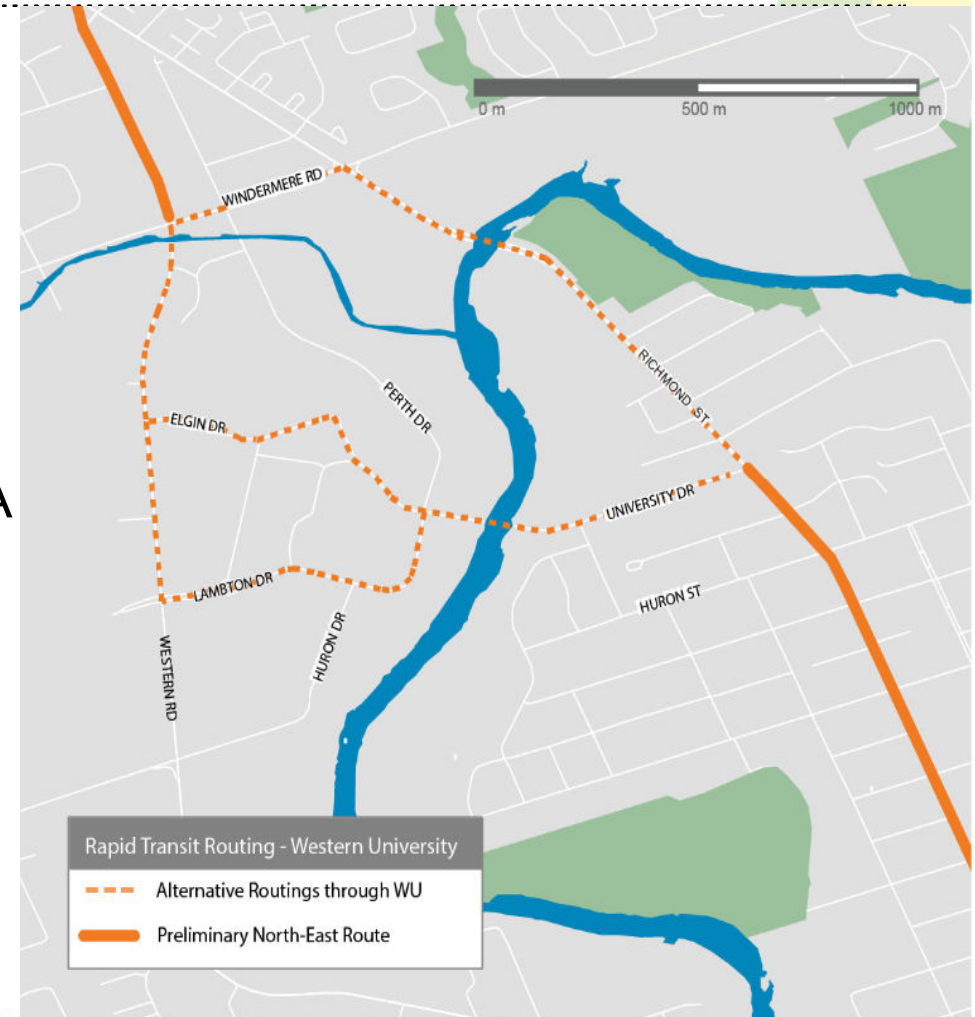 0 m 500 m 1000 m
WINDERMERE RD
RICHMOND ST
PERTH DR
ELGIN DR
A
UNIVERSITY DR
LAMBTON DR
HURON ST
HURON DR
WESTERN RD
Rapid Transit Routing - Western University
Alternative Routings through WU
Preliminary North-East Route